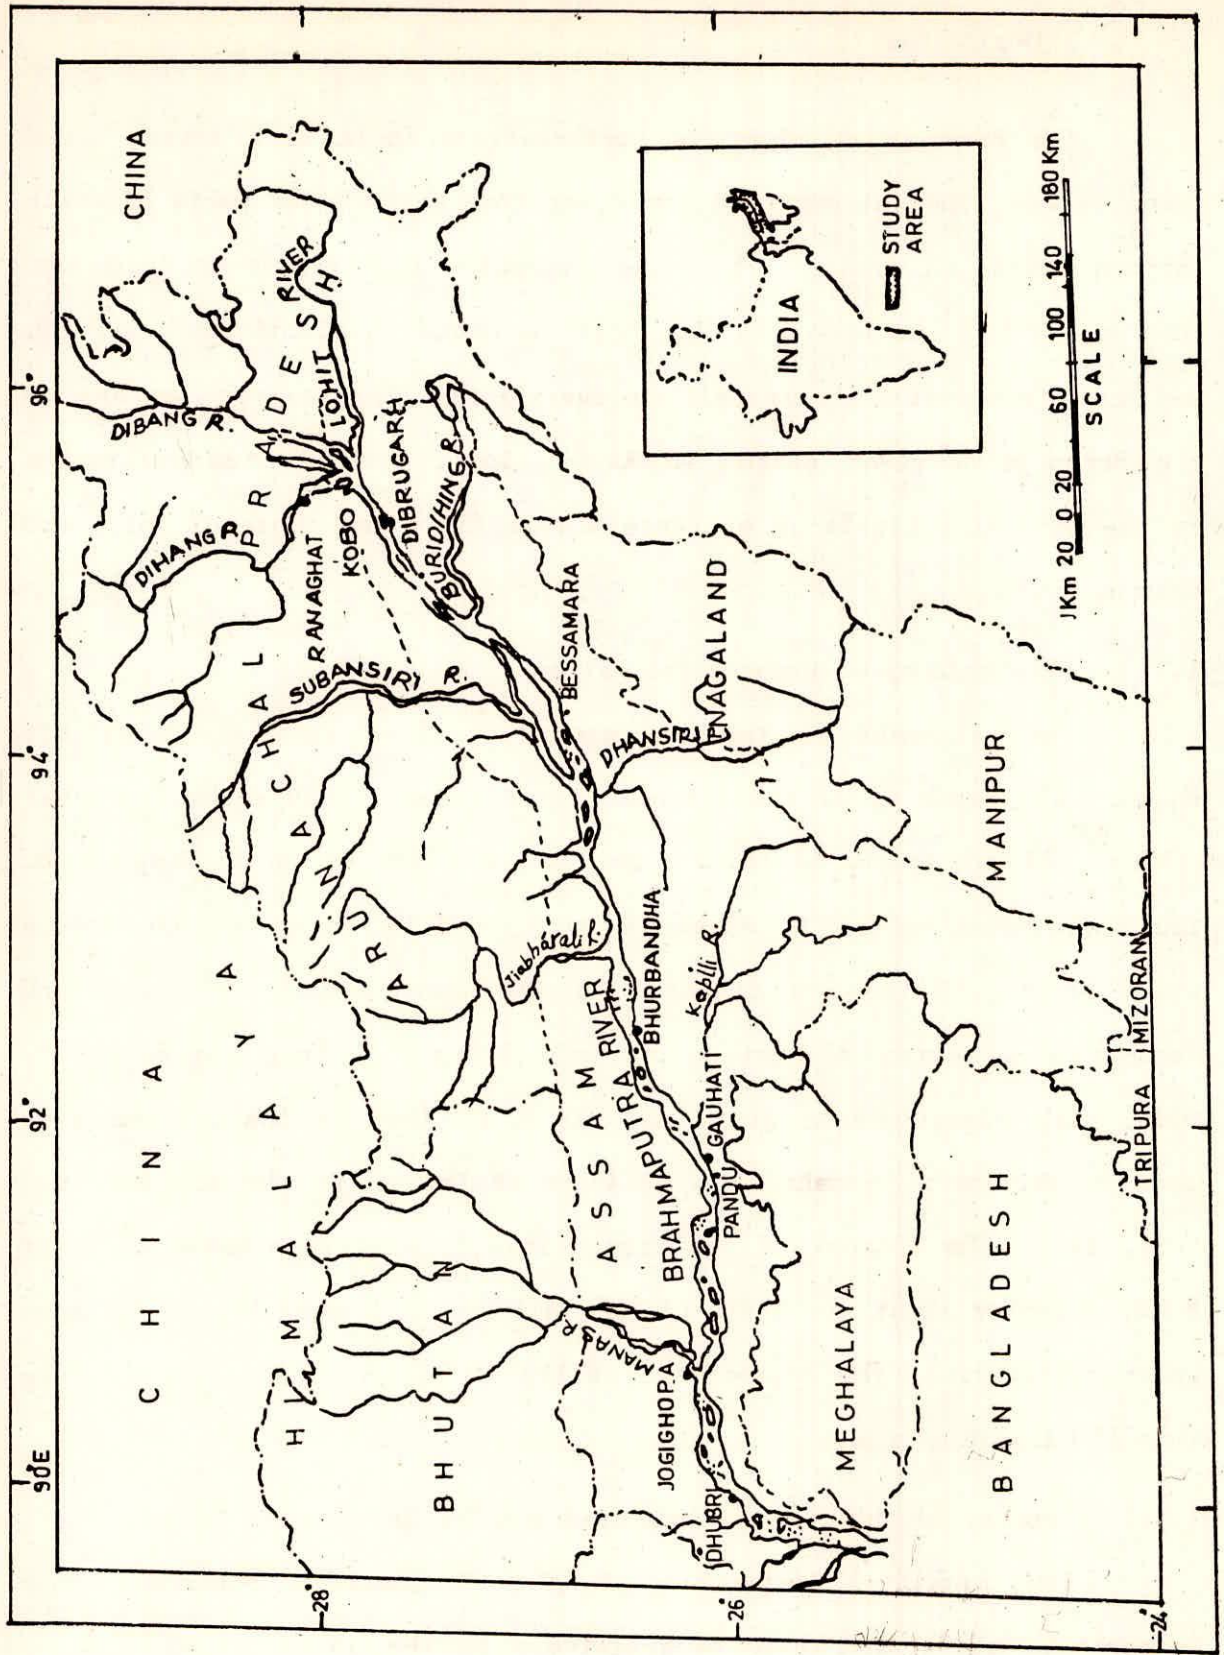 90°E
92°
94°
96°
28°
26°
24°
CHINA
CHINA
HIMALAYA
BHUTAN
ARUNACHAL PRADESH
DIBANG R.
DIHANG R.
LOHIT RIVER
RANAGHAT
KOBO
DIBRUGARH
BURIDIHING R.
SUBANSIRI R.
BESSAMARA
DHANSIRI R.
NAGALAND
Jiabharali R.
ASSAM
BRAHMAPUTRA RIVER
BHURBANDHA
Koplli R.
GAUHATI
PANDU
MANAS R.
JOGIGHOPA
DHUBRI
MEGHALAYA
BANGLADESH
MANIPUR
TRIPURA
MIZORAM
INDIA
STUDY
AREA
Km 20 0 20 60 100 140 180 Km
SCALE